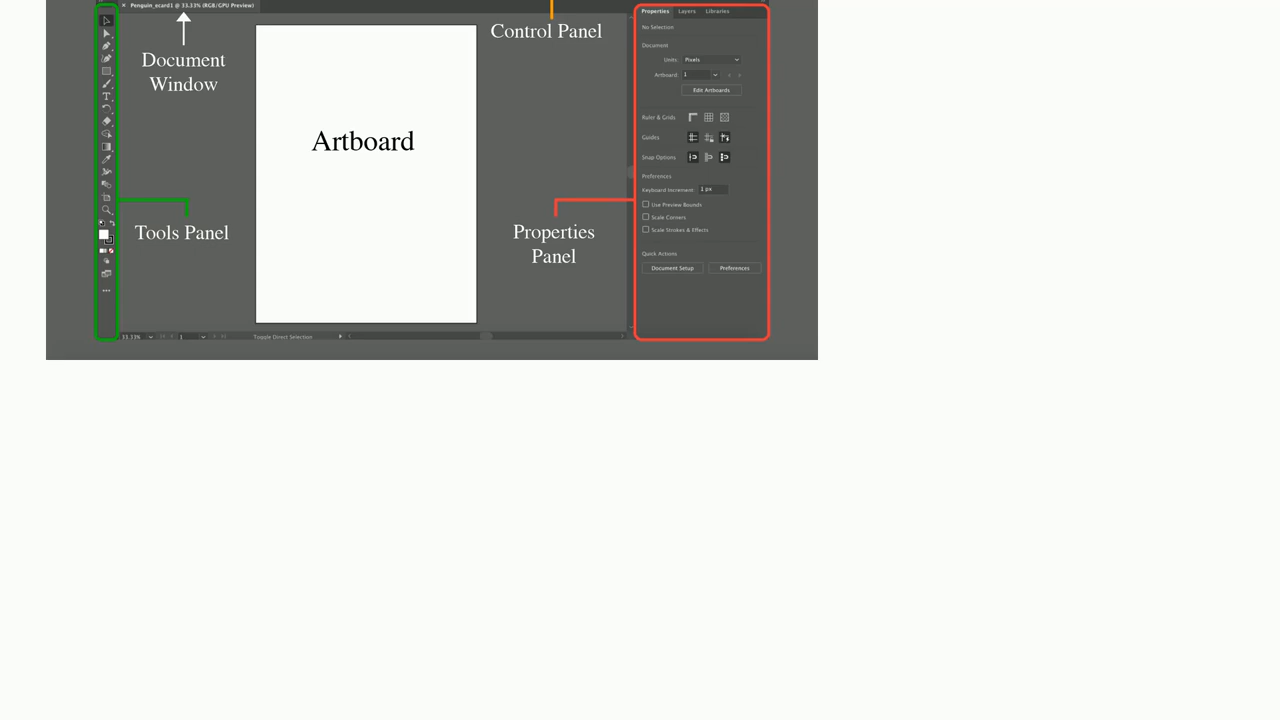 Penguin_ecard1 @ 33.33% (RGB/GPU Preview)
Control Panel
Document
Window
Artboard
Tools Panel
Properties
Panel
Properties Layers Libraries
No Selection
Document
Units: Pixels
Artboard: 1
Edit Artboards
Ruler & Grids
Guides
Snap Options
Preferences
Keyboard Increment: 1 px
Use Preview Bounds
Scale Corners
Scale Strokes & Effects
Quick Actions
Document Setup Preferences
33.33% 1 Toggle Direct Selection